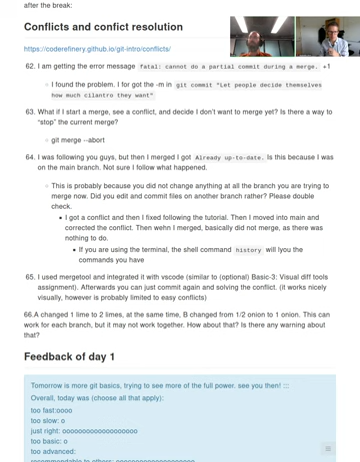 after the break:
Conflicts and confict resolution
https://coderefinery.github.io/git-intro/conflicts/
62. I am getting the error message fatal: cannot do a partial commit during a merge. +1
◦ I found the problem. I for got the -m in git commit "Let people decide themselves
how much cilantro they want"
63. What if I start a merge, see a conflict, and decide I don't want to merge yet? Is there a way to
"stop" the current merge?
◦ git merge --abort
64. I was following you guys, but then I merged I got Already up-to-date. Is this because I was
on the main branch. Not sure I follow what happened.
◦ This is probably because you did not change anything at all the branch you are trying to
merge now. Did you edit and commit files on another branch rather? Please double
check.
▪ I got a conflict and then I fixed following the tutorial. Then I moved into main and
corrected the conflict. Then wehn I merged, basically did not merge, as there was
nothing to do.
▪ If you are using the terminal, the shell command history will lyou the
commands you have
65. I used mergetool and integrated it with vscode (similar to (optional) Basic-3: Visual diff tools
assignment). Afterwards you can just commit again and solving the conflict. (it works nicely
visually, however is probably limited to easy conflicts)
66.A changed 1 lime to 2 limes, at the same time, B changed from 1/2 onion to 1 onion. This can
work for each branch, but it may not work together. How about that? Is there any warning about
that?
Feedback of day 1
Tomorrow is more git basics, trying to see more of the full power. see you then! :::
Overall, today was (choose all that apply):
too fast:oooo
too slow: o
just right: ooooooooooooooooooo
too basic: o
too advanced: